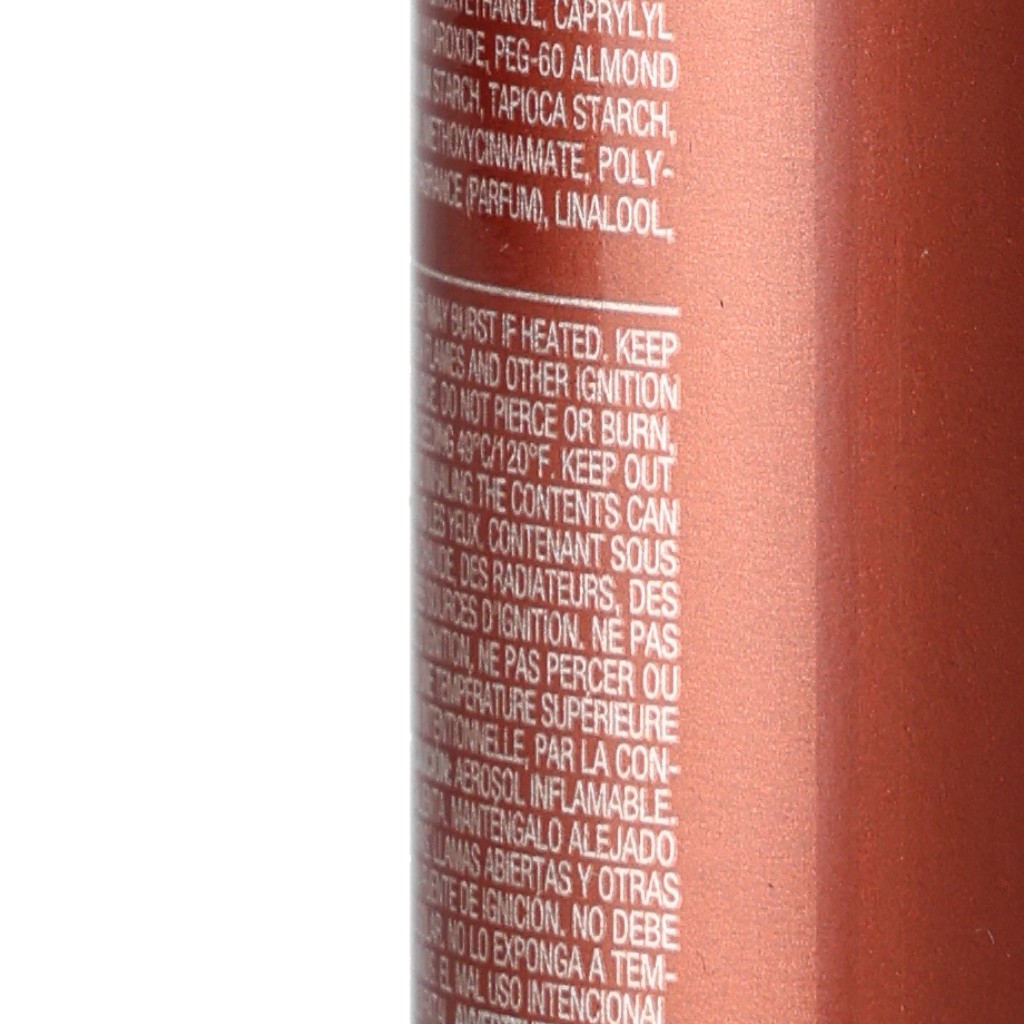 CAPRYLYL
PEG-60 ALMOND
STARCH, TAPIOCA STARCH,
POLY-
(PARFUM), LINALOOL,
MAY BURST IF HEATED. KEEP
AND OTHER IGNITION
DO NOT PIERCE OR BURN,
49°C/120°F. KEEP OUT
THE CONTENTS CAN
LES YEUX. CONTENANT SOUS
DES RADIATEURS, DES
SOURCES D'IGNITION. NE PAS
NE PAS PERCER OU
TEMPÉRATURE SUPÉRIEURE
PAR LA CON-
AEROSOL INFLAMABLE.
MANTÉNGALO ALEJADO
LLAMAS ABIERTAS Y OTRAS
DE IGNICIÓN. NO DEBE
NO LO EXPONGA A TEM-
EL MAL USO INTENCIONAL